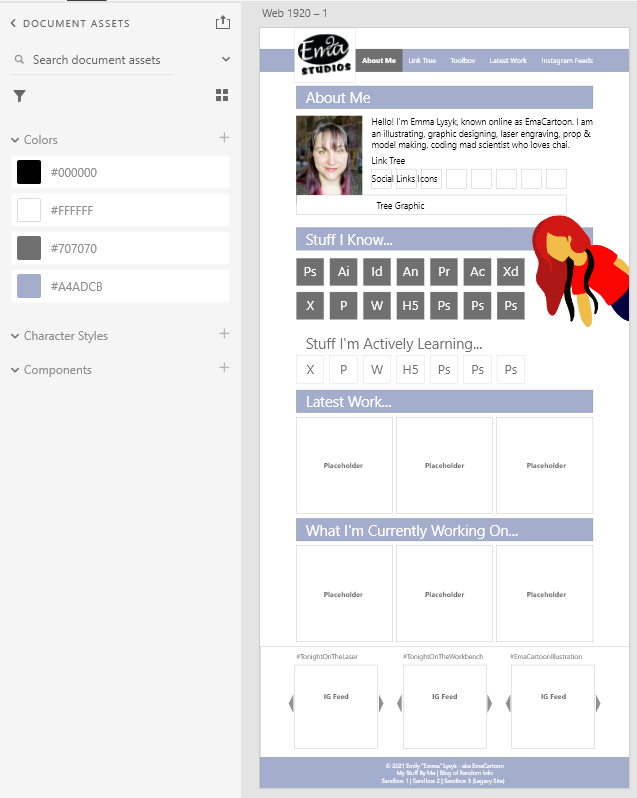 DOCUMENT ASSETS
Search document assets
Colors
#000000
#FFFFFF
#707070
#A4ADCB
Character Styles
Components
Web 1920 – 1
Ema
STUDIOS
About Me
Link Tree
Toolbox
Latest Work
Instagram Feeds
About Me
Hello! I'm Emma Lysyk, known online as EmaCartoon. I am
an illustrating, graphic designing, laser engraving, prop &
model making, coding mad scientist who loves chai.
Link Tree
Social Links Icons
Tree Graphic
Stuff I Know...
Ps Ai Id An Pr Ac Xd
X P W H5 Ps Ps Ps
Stuff I'm Actively Learning...
X P W H5 Ps Ps Ps
Latest Work...
Placeholder Placeholder Placeholder
What I'm Currently Working On...
Placeholder Placeholder Placeholder
#TonightOnTheLaser #TonightOnTheWorkbench #EmaCartoonIllustration
IG Feed IG Feed IG Feed
© 2021 Emily "Emma" Lysyk - aka EmaCartoon
My Stuff By Me | Blog of Random Info
Sandbox 1 | Sandbox 2 | Sandbox 3 (Legacy Site)